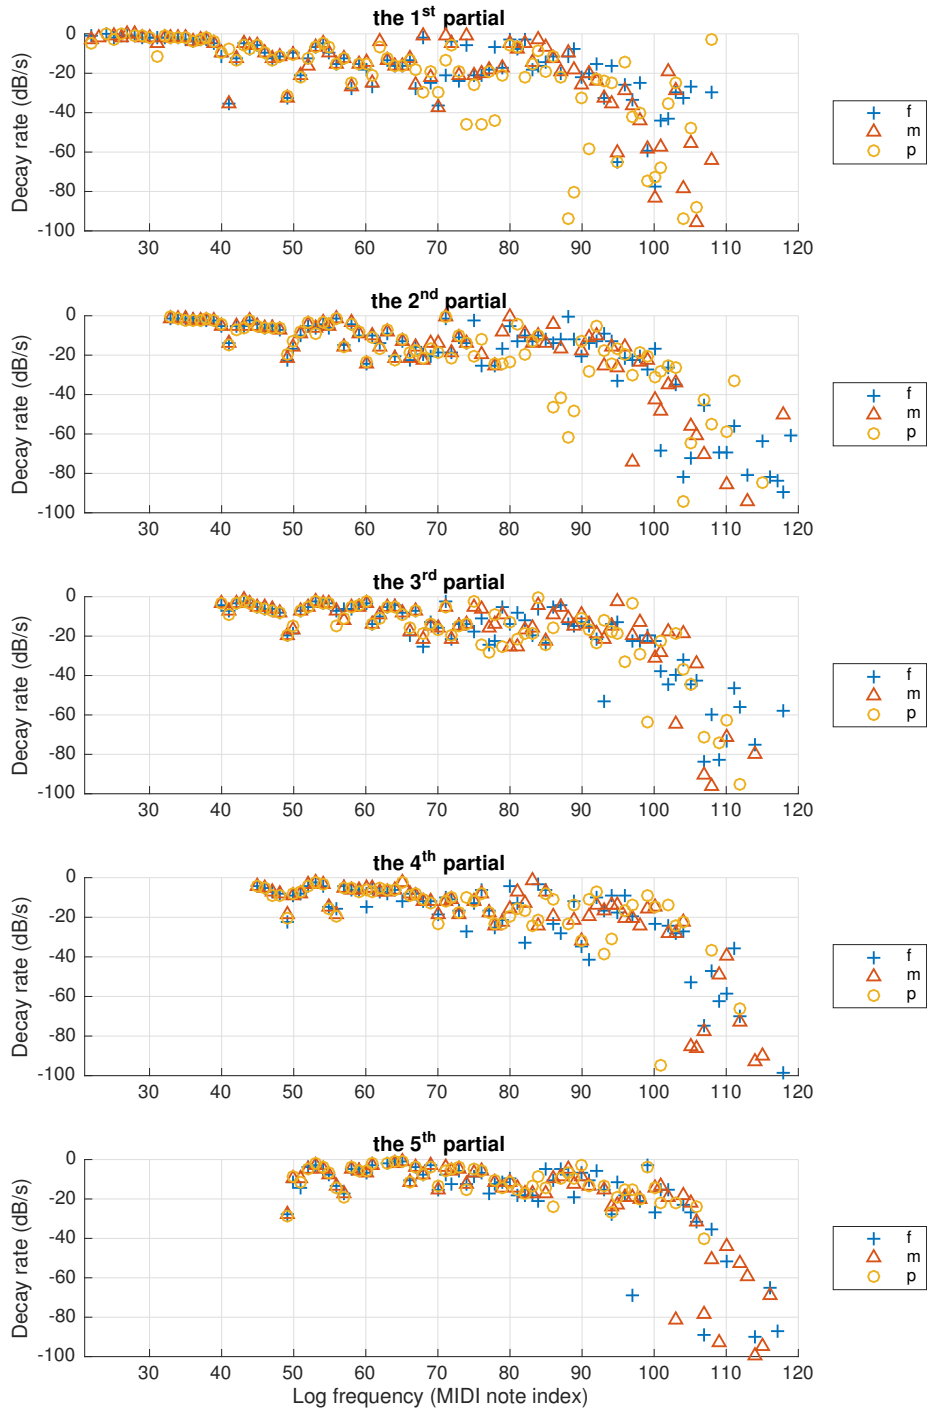 the 1st partial
0
-20
-40
-60
-80
-100
Decay rate (dB/s)
30 40 50 60 70 80 90 100 110 120
f
m
p
the 2nd partial
0
-20
-40
-60
-80
-100
Decay rate (dB/s)
30 40 50 60 70 80 90 100 110 120
f
m
p
the 3rd partial
0
-20
-40
-60
-80
-100
Decay rate (dB/s)
30 40 50 60 70 80 90 100 110 120
f
m
p
the 4th partial
0
-20
-40
-60
-80
-100
Decay rate (dB/s)
30 40 50 60 70 80 90 100 110 120
f
m
p
the 5th partial
0
-20
-40
-60
-80
-100
Decay rate (dB/s)
30 40 50 60 70 80 90 100 110 120
Log frequency (MIDI note index)
f
m
p